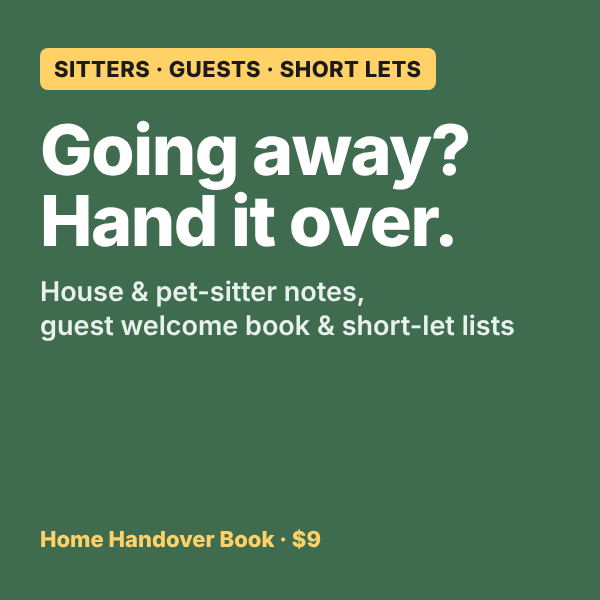 SITTERS · GUESTS · SHORT LETS
Going away?
Hand it over.
House & pet-sitter notes,
guest welcome book & short-let lists
Home Handover Book · $9